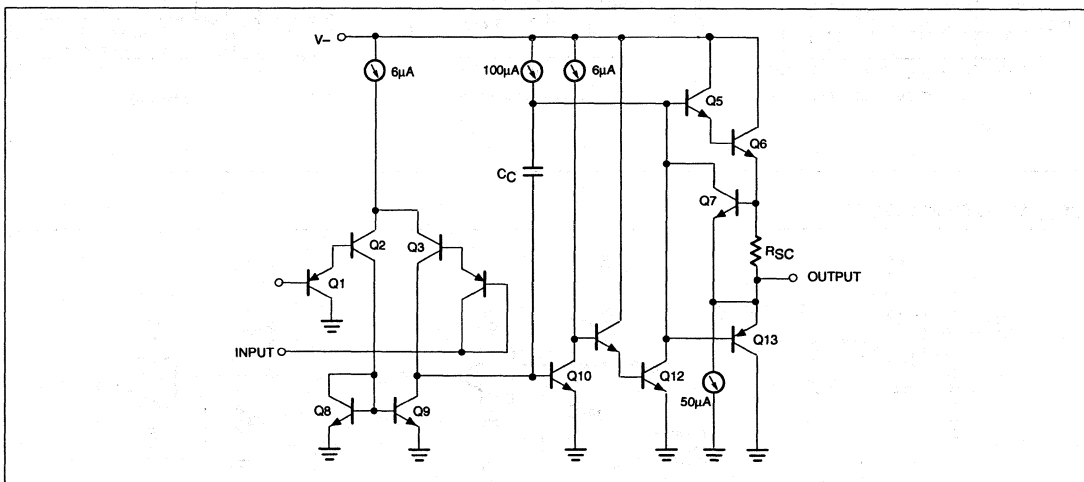 V–
6µA
100µA
6µA
Q5
Q6
CC
Q7
Q2
Q3
RSC
Q1
OUTPUT
Q13
INPUT
Q10
Q12
Q8
Q9
50µA